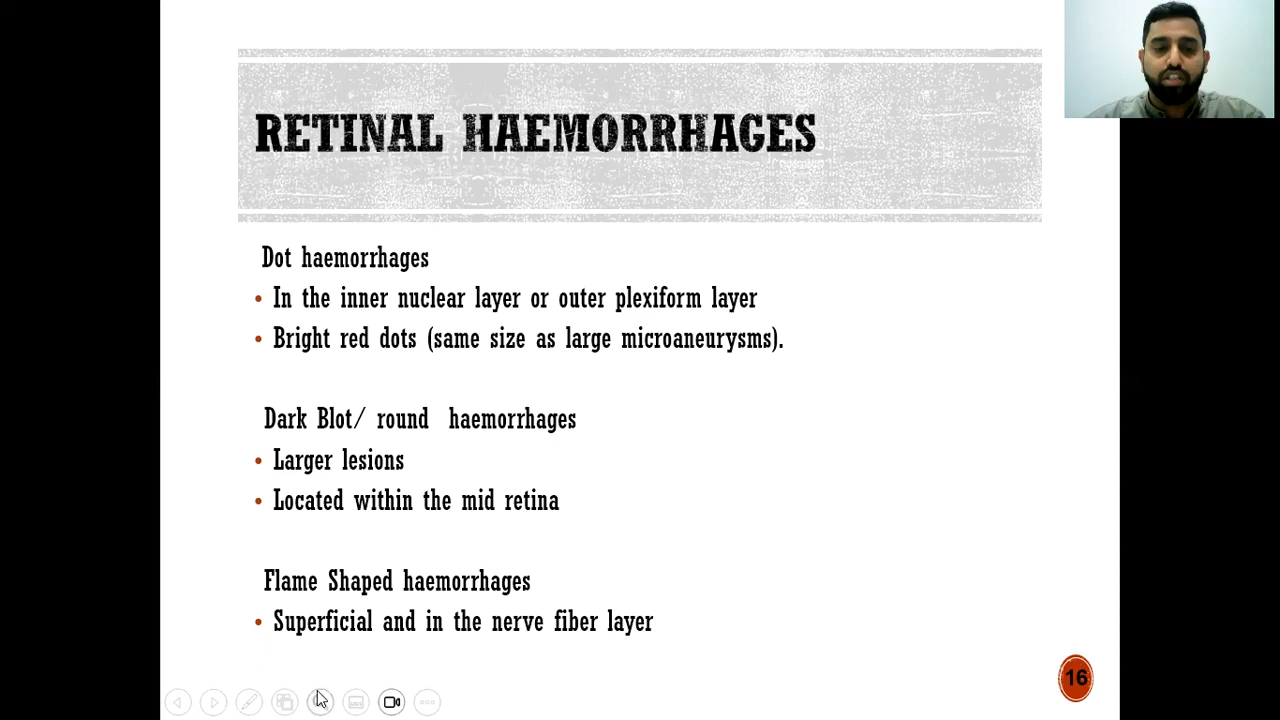 RETINAL HAEMORRHAGES
Dot haemorrhages
• In the inner nuclear layer or outer plexiform layer
• Bright red dots (same size as large microaneurysms).
Dark Blot/ round haemorrhages
• Larger lesions
• Located within the mid retina
Flame Shaped haemorrhages
• Superficial and in the nerve fiber layer
16